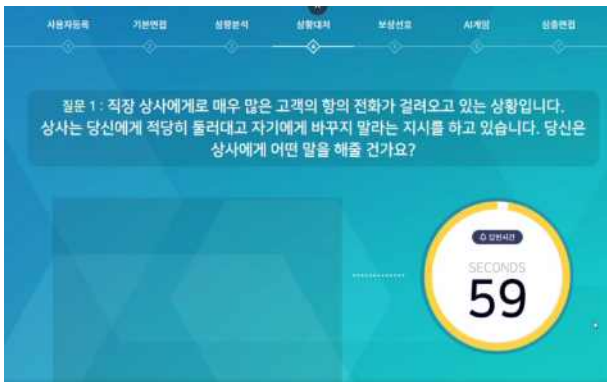 사용자등록 기본면접 성향분석 상황대처 보상선호 AI게임 심층면접
질문 1 : 직장 상사에게로 매우 많은 고객의 항의 전화가 걸려오고 있는 상황입니다.
상사는 당신에게 적당히 둘러대고 자기에게 바꾸지 말라는 지시를 하고 있습니다. 당신은
상사에게 어떤 말을 해줄 건가요?
답변시간
SECONDS
59